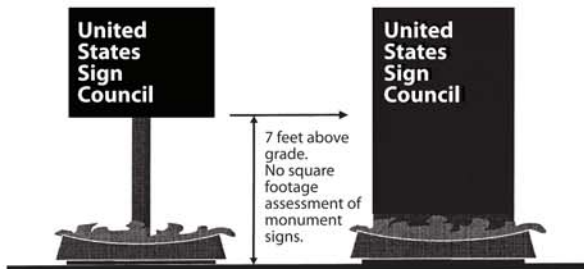 United
States
Sign
Council
7 feet above
grade.
No square
footage
assessment of
monument
signs.
United
States
Sign
Council